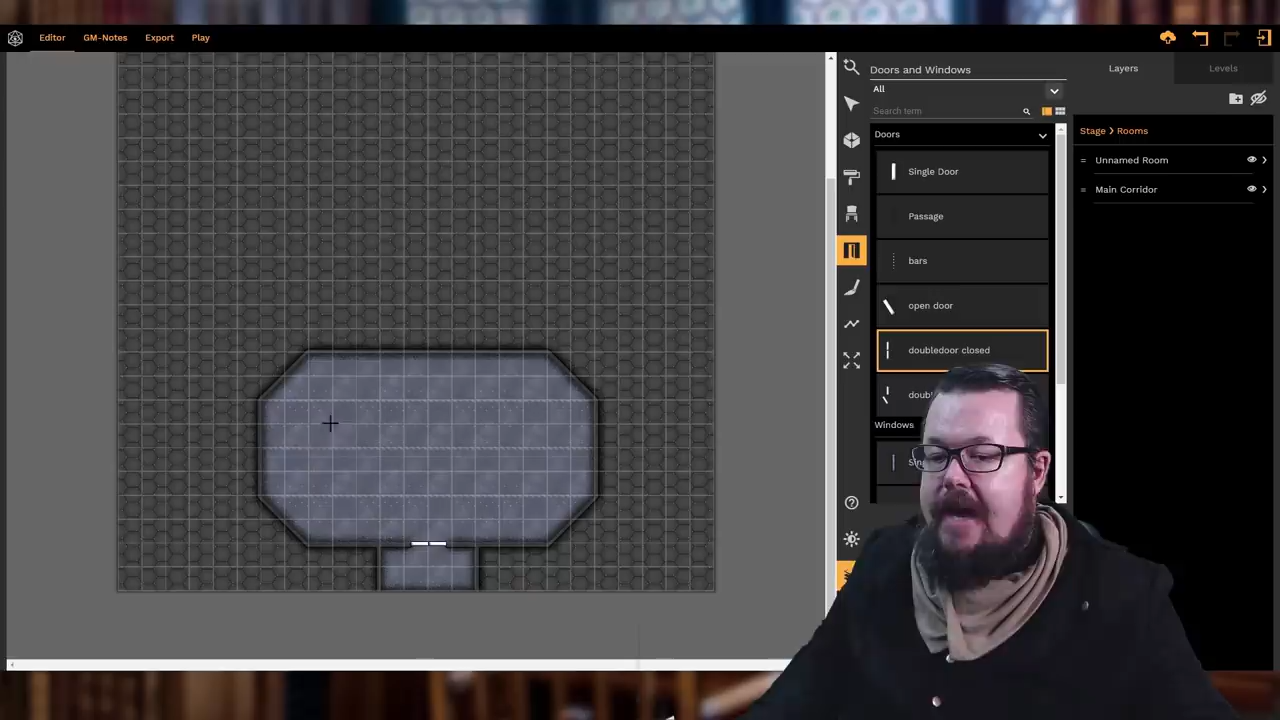 Editor GM-Notes Export Play
Doors and Windows
All
Search term
Doors
Single Door
Passage
bars
open door
doubledoor closed
Windows
Layers Levels
Stage Rooms
Unnamed Room
Main Corridor